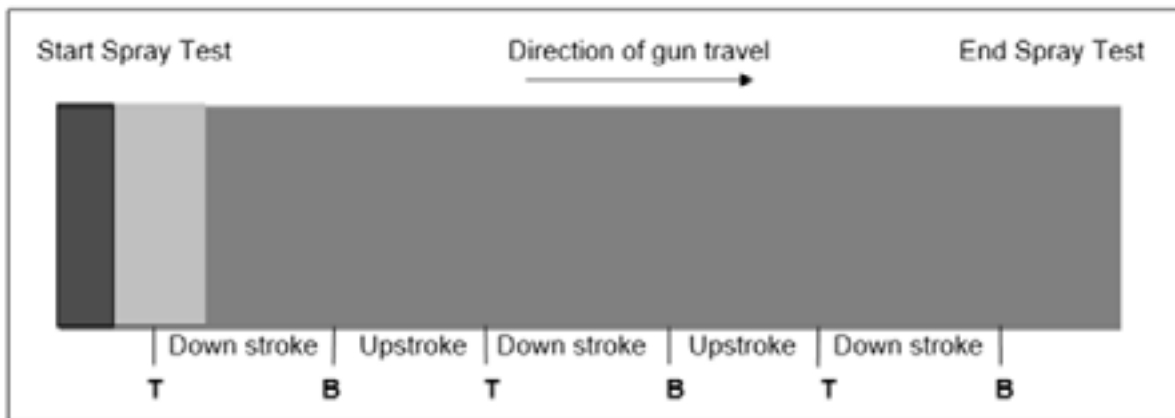 Start Spray Test Direction of gun travel End Spray Test
Down stroke Upstroke Down stroke Upstroke Down stroke
T B T B T B